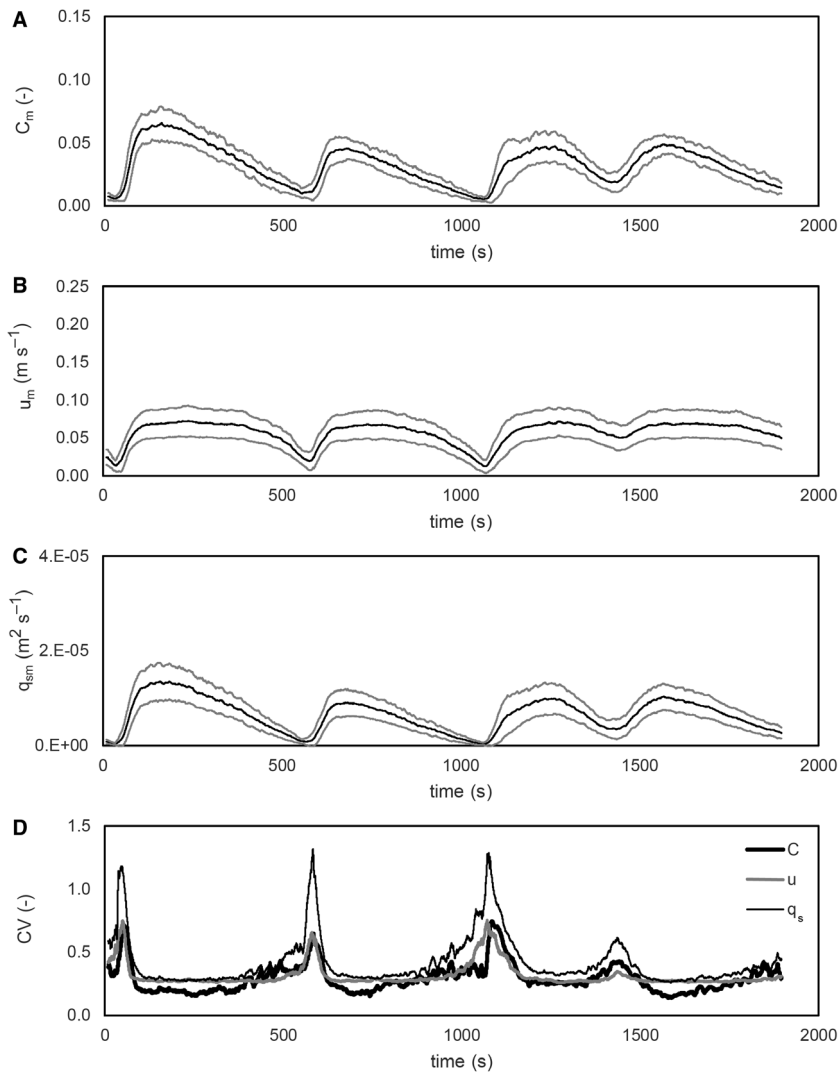 A
C_m (-)
0.15
0.10
0.05
0.00
0 500 1000 1500 2000
time (s)
B
u_m (m s⁻¹)
0.25
0.20
0.15
0.10
0.05
0.00
0 500 1000 1500 2000
time (s)
C
q_sm (m² s⁻¹)
4.E-05
2.E-05
0.E+00
0 500 1000 1500 2000
time (s)
D
CV (-)
1.5
1.0
0.5
0.0
C
u
q_s
0 500 1000 1500 2000
time (s)